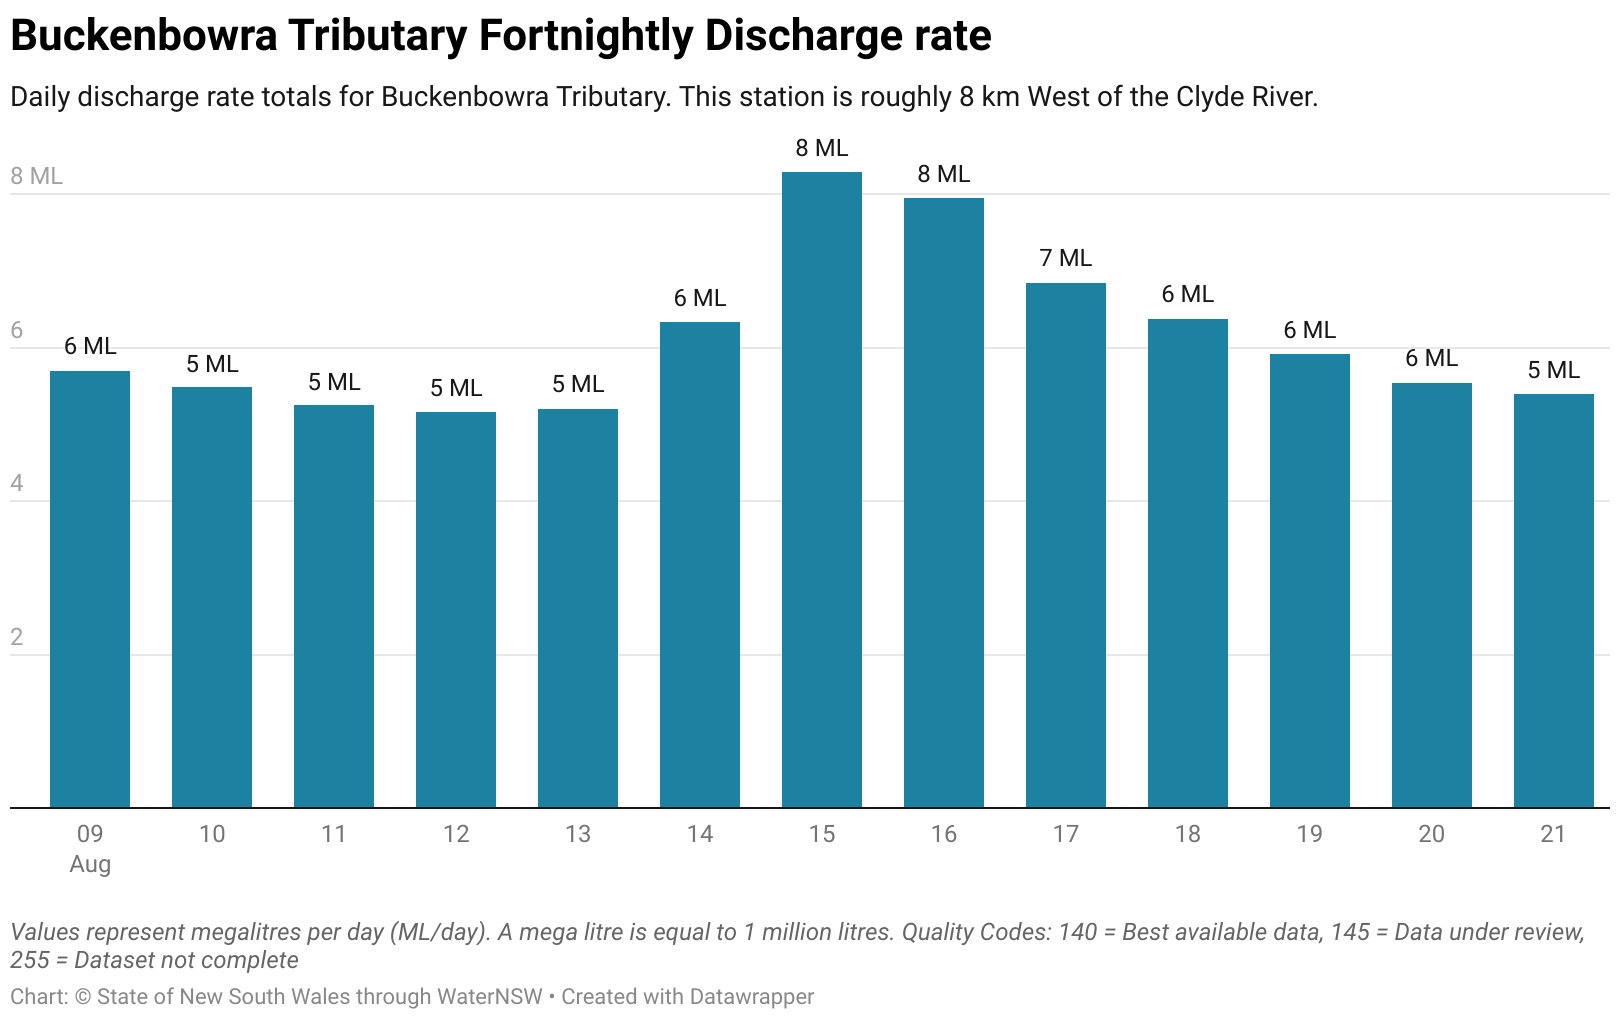 Buckenbowra Tributary Fortnightly Discharge rate
Daily discharge rate totals for Buckenbowra Tributary. This station is roughly 8 km West of the Clyde River.
8 ML
6
4
2
6 ML
5 ML
5 ML
5 ML
5 ML
6 ML
8 ML
8 ML
7 ML
6 ML
6 ML
6 ML
5 ML
09 10 11 12 13 14 15 16 17 18 19 20 21
Aug
Values represent megalitres per day (ML/day). A mega litre is equal to 1 million litres. Quality Codes: 140 = Best available data, 145 = Data under review,
255 = Dataset not complete
Chart: © State of New South Wales through WaterNSW • Created with Datawrapper